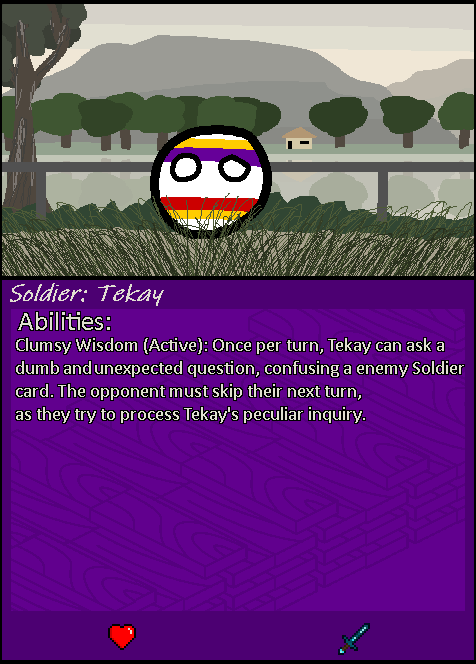 Soldier: Tekay
Abilities:
Clumsy Wisdom (Active): Once per turn, Tekay can ask a
dumb and unexpected question, confusing a enemy Soldier
card. The opponent must skip their next turn,
as they try to process Tekay's peculiar inquiry.